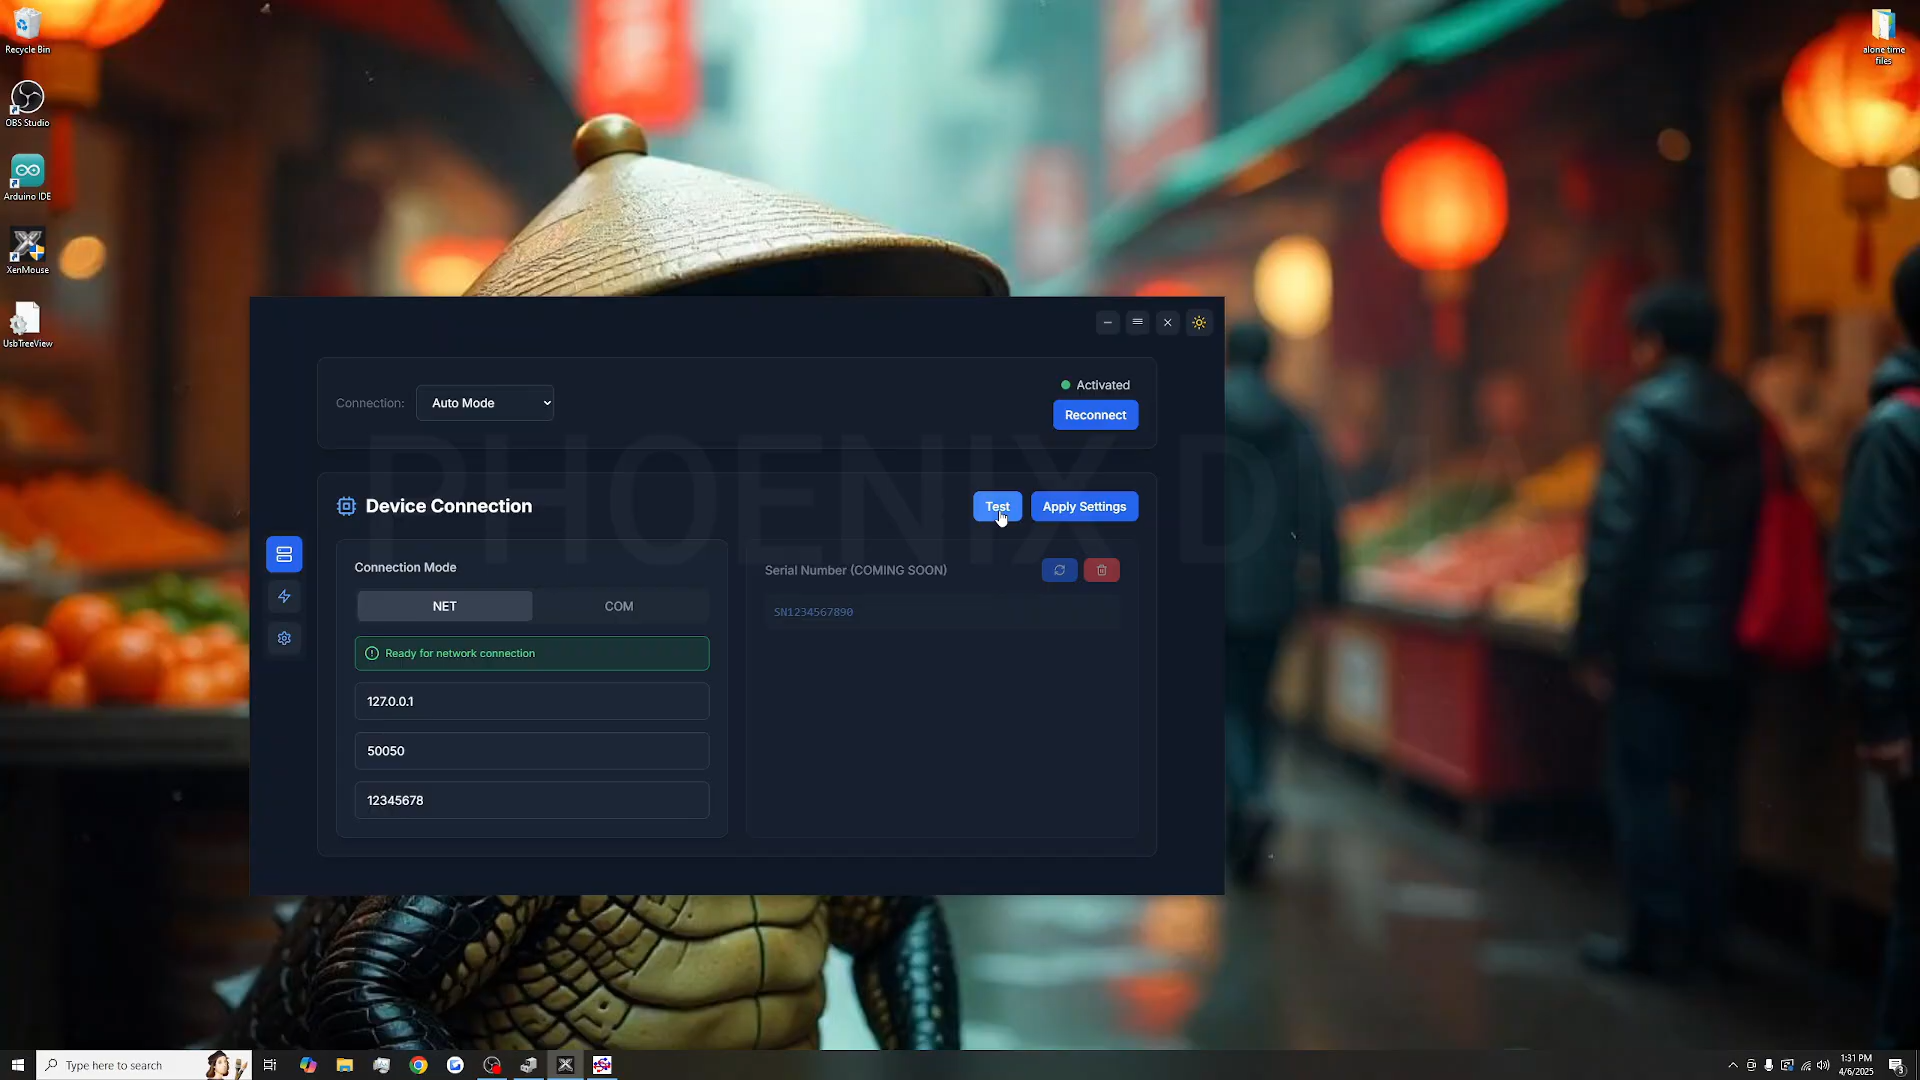 Recycle Bin
OBS Studio
Arduino IDE
XenMouse
UsbTreeView
alone time
files
Connection:
Auto Mode
Activated
Reconnect
PHOENIX DMA
Device Connection
Test
Apply Settings
Connection Mode
NET
COM
Ready for network connection
127.0.0.1
50050
12345678
Serial Number (COMING SOON)
SN1234567890
Type here to search
1:31 PM
4/6/2025
3